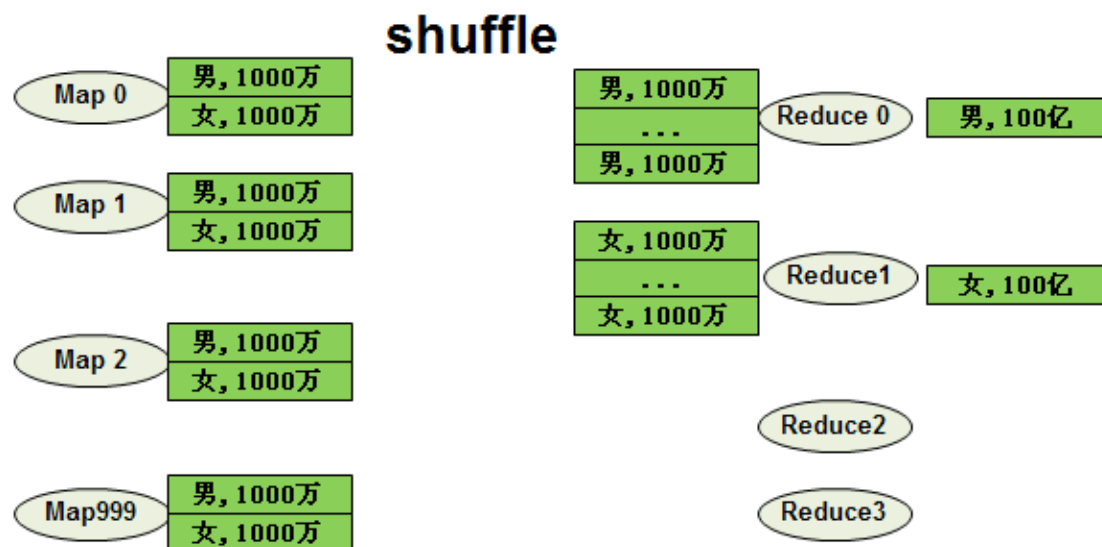 shuffle
Map 0
男,1000万
女,1000万
Map 1
男,1000万
女,1000万
Map 2
男,1000万
女,1000万
Map999
男,1000万
女,1000万
男,1000万
...
男,1000万
Reduce 0
男,100亿
女,1000万
...
女,1000万
Reduce1
女,100亿
Reduce2
Reduce3